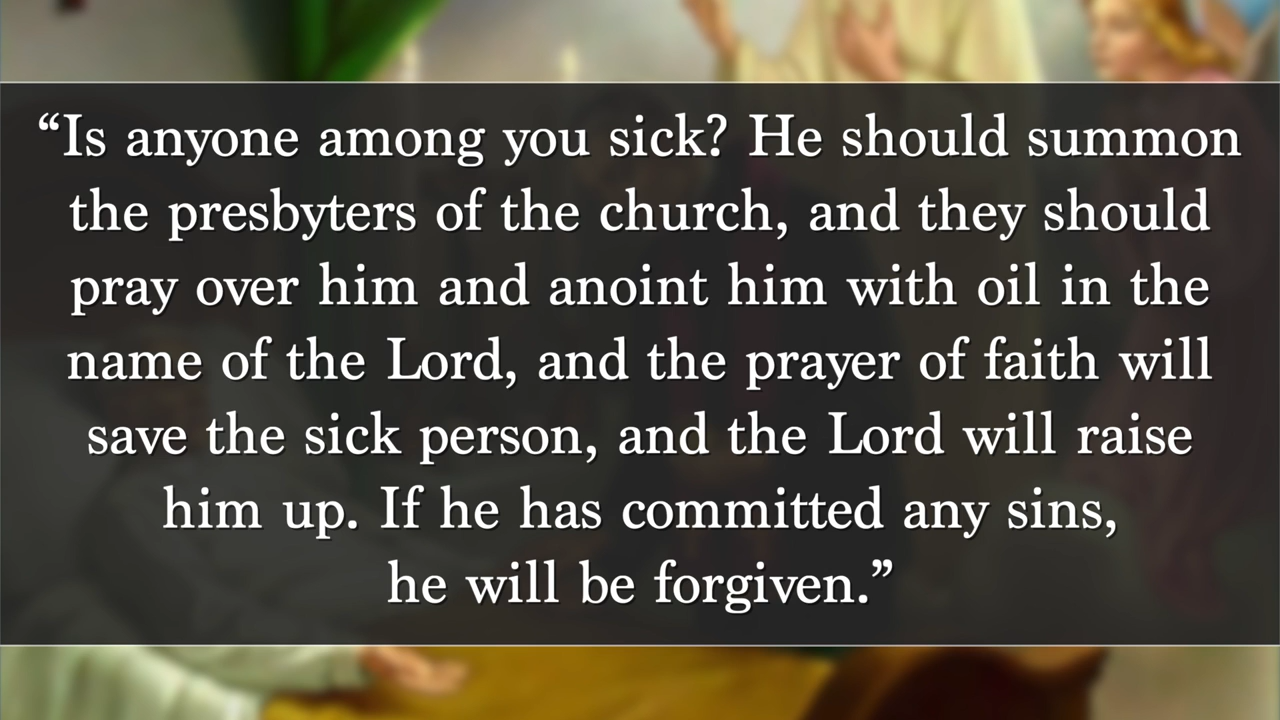 “Is anyone among you sick? He should summon
the presbyters of the church, and they should
pray over him and anoint him with oil in the
name of the Lord, and the prayer of faith will
save the sick person, and the Lord will raise
him up. If he has committed any sins,
he will be forgiven.”